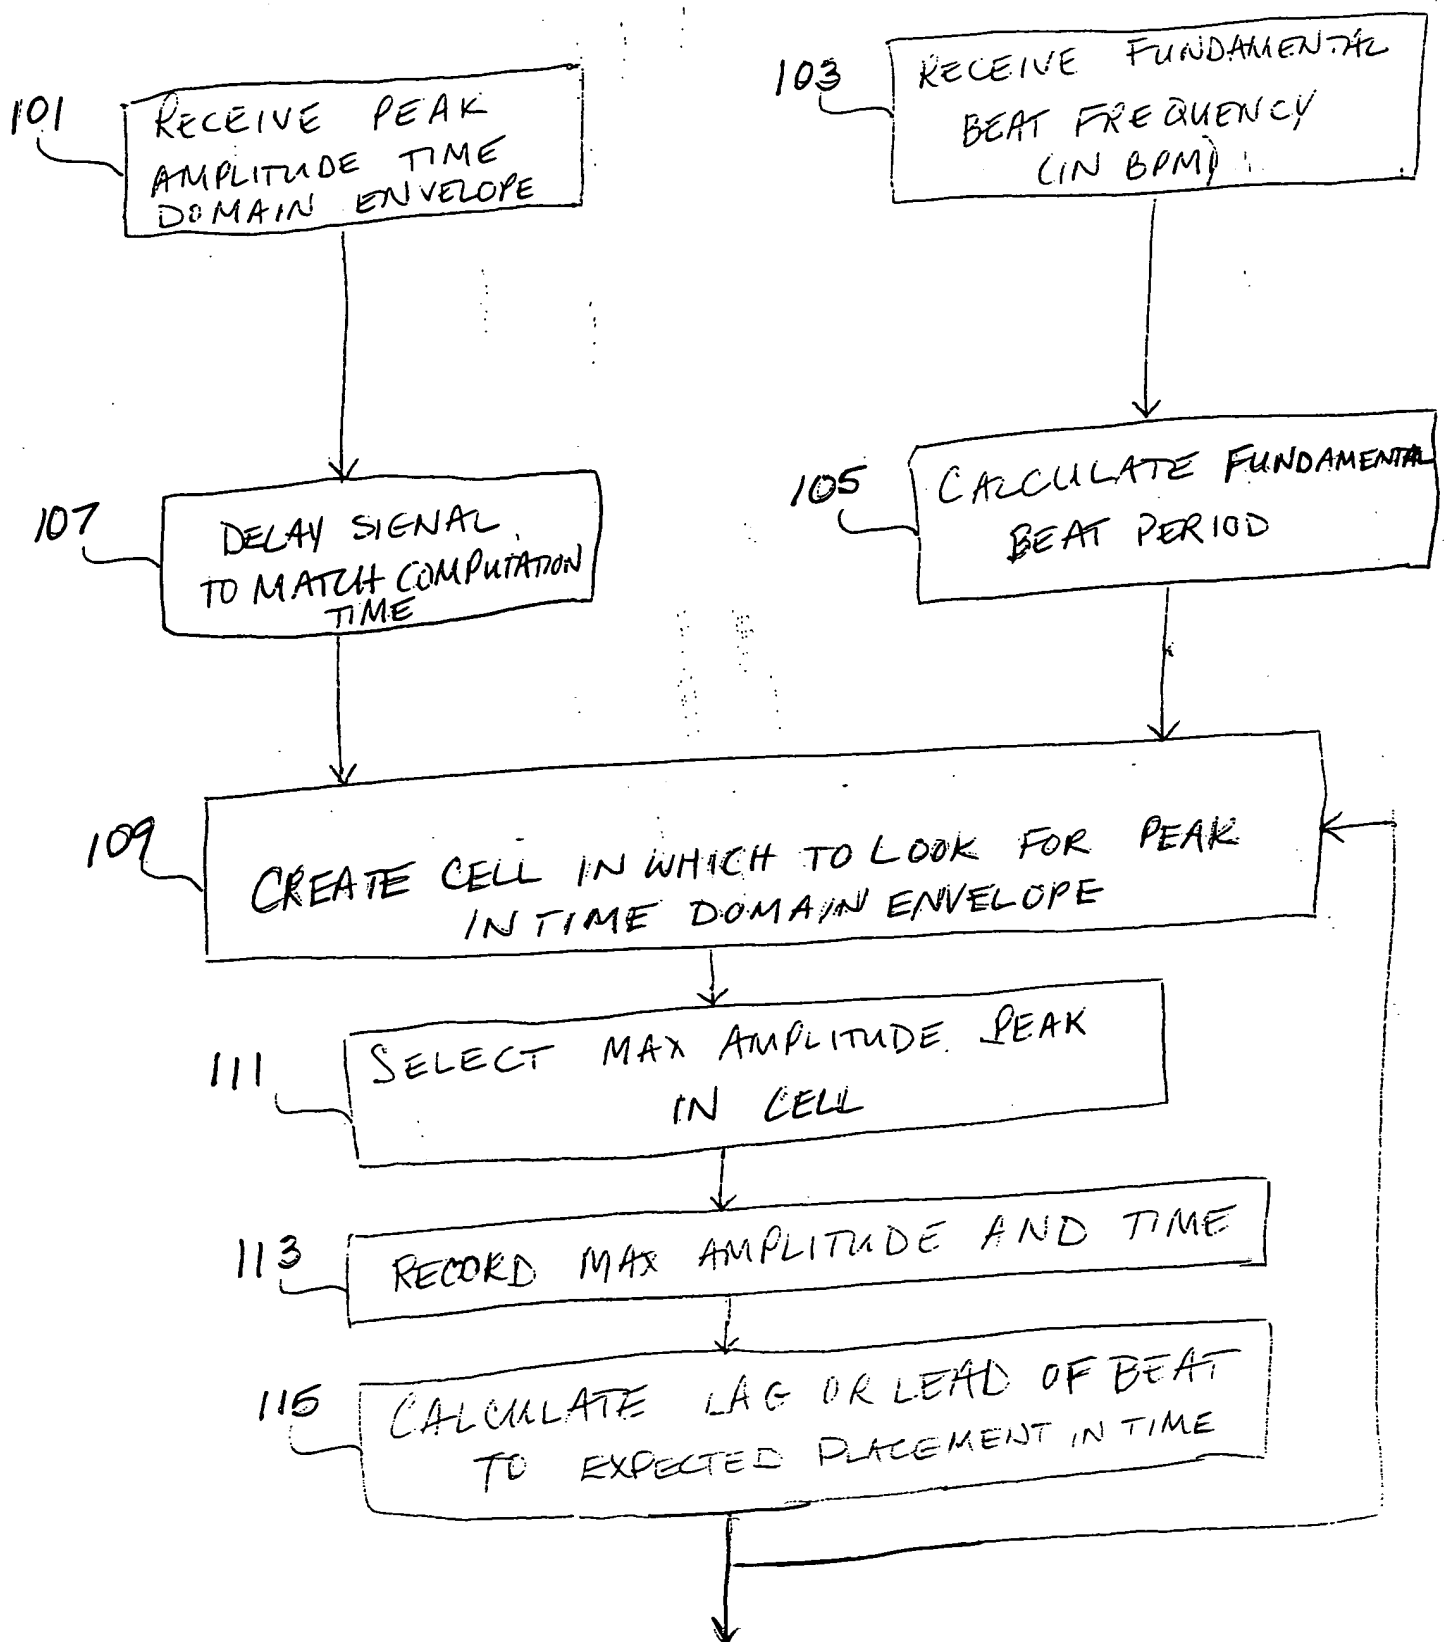 101
RECEIVE PEAK
AMPLITUDE TIME
DOMAIN ENVELOPE
103
RECEIVE FUNDAMENTAL
BEAT FREQUENCY
(IN BPM)
107
DELAY SIGNAL
TO MATCH COMPUTATION
TIME
105
CALCULATE FUNDAMENTAL
BEAT PERIOD
109
CREATE CELL IN WHICH TO LOOK FOR PEAK
IN TIME DOMAIN ENVELOPE
111
SELECT MAX AMPLITUDE PEAK
IN CELL
113
RECORD MAX AMPLITUDE AND TIME
115
CALCULATE LAG OR LEAD OF BEAT
TO EXPECTED PLACEMENT IN TIME